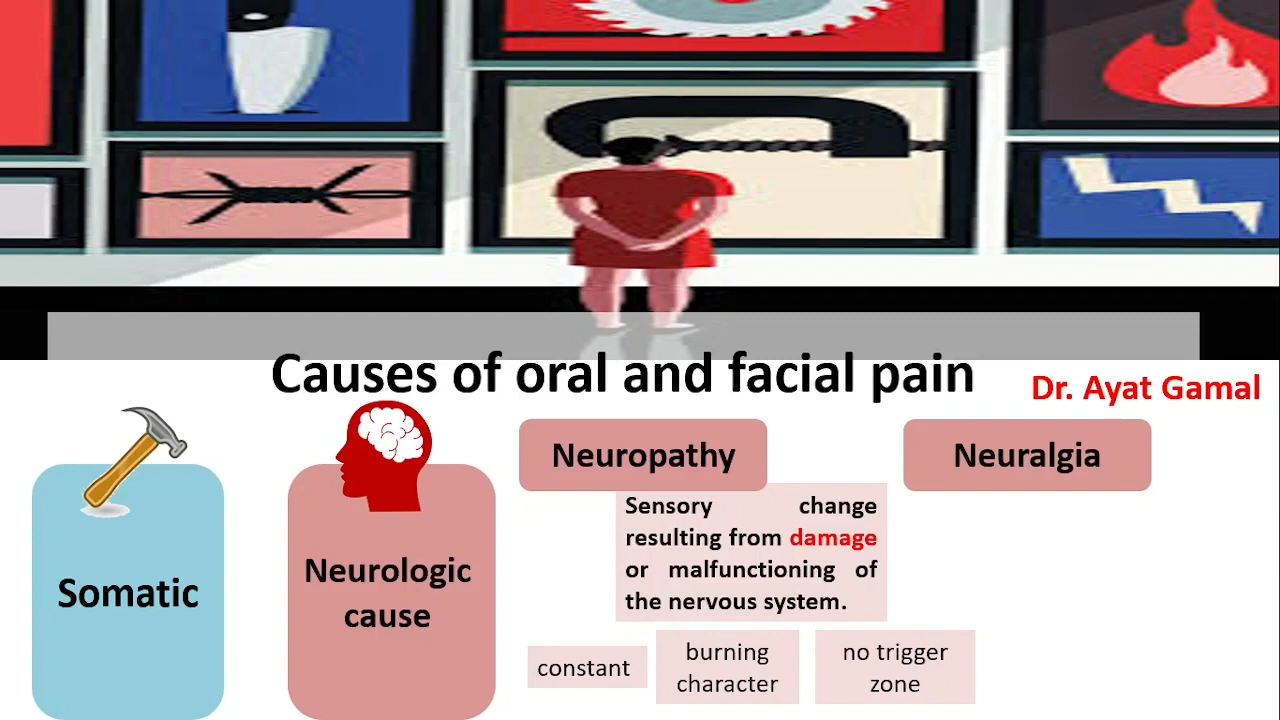 Causes of oral and facial pain
Dr. Ayat Gamal
Somatic
Neurologic
cause
Neuropathy
Sensory change
resulting from damage
or malfunctioning of
the nervous system.
constant
burning
character
no trigger
zone
Neuralgia